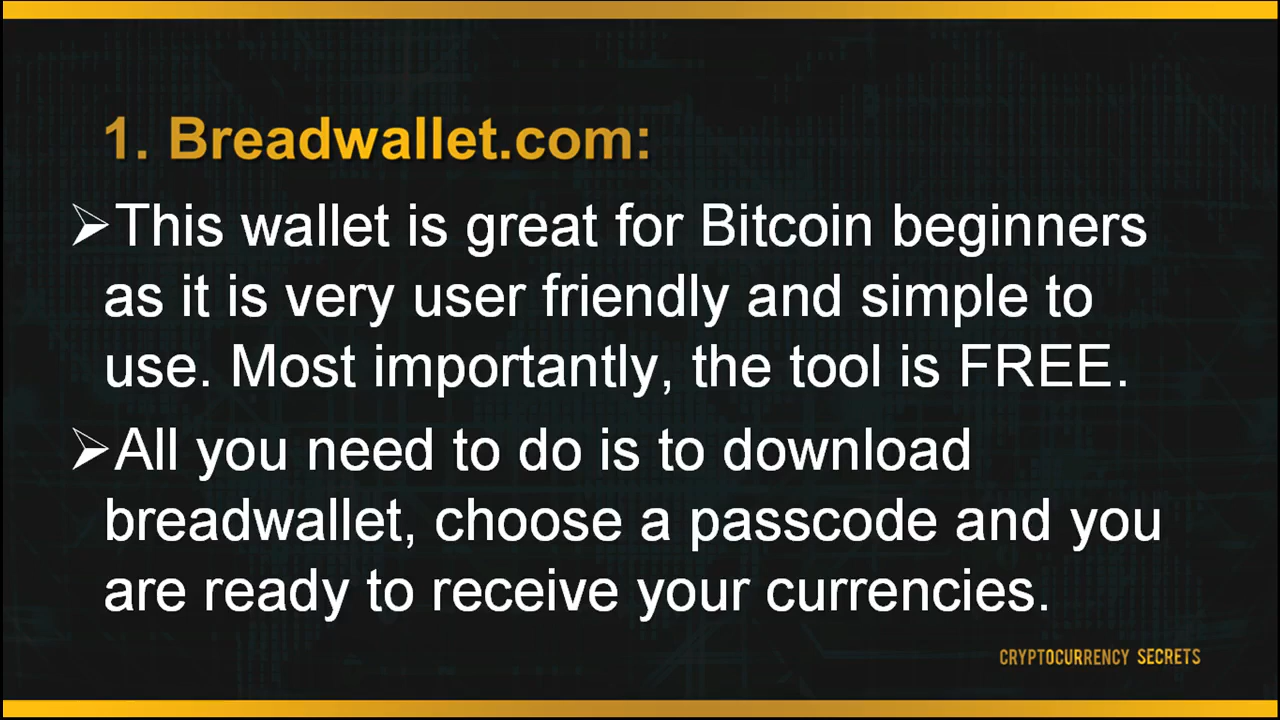 1. Breadwallet.com:
➢This wallet is great for Bitcoin beginners
as it is very user friendly and simple to
use. Most importantly, the tool is FREE.
➢All you need to do is to download
breadwallet, choose a passcode and you
are ready to receive your currencies.
CRYPTOCURRENCY SECRETS